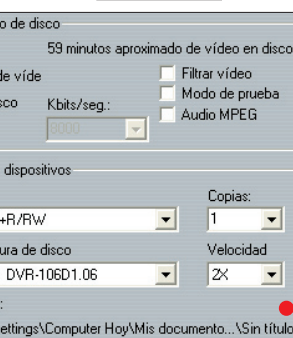 o de disco
59 minutos aproximado de vídeo en disco
de víde
Filtrar vídeo
Modo de prueba
sco Kbits/seg.: Audio MPEG
8000
dispositivos
Copias:
+R/RW 1
ura de disco Velocidad
DVR-106D1.06 2X
:
ettings\Computer Hoy\Mis documento...\Sin título